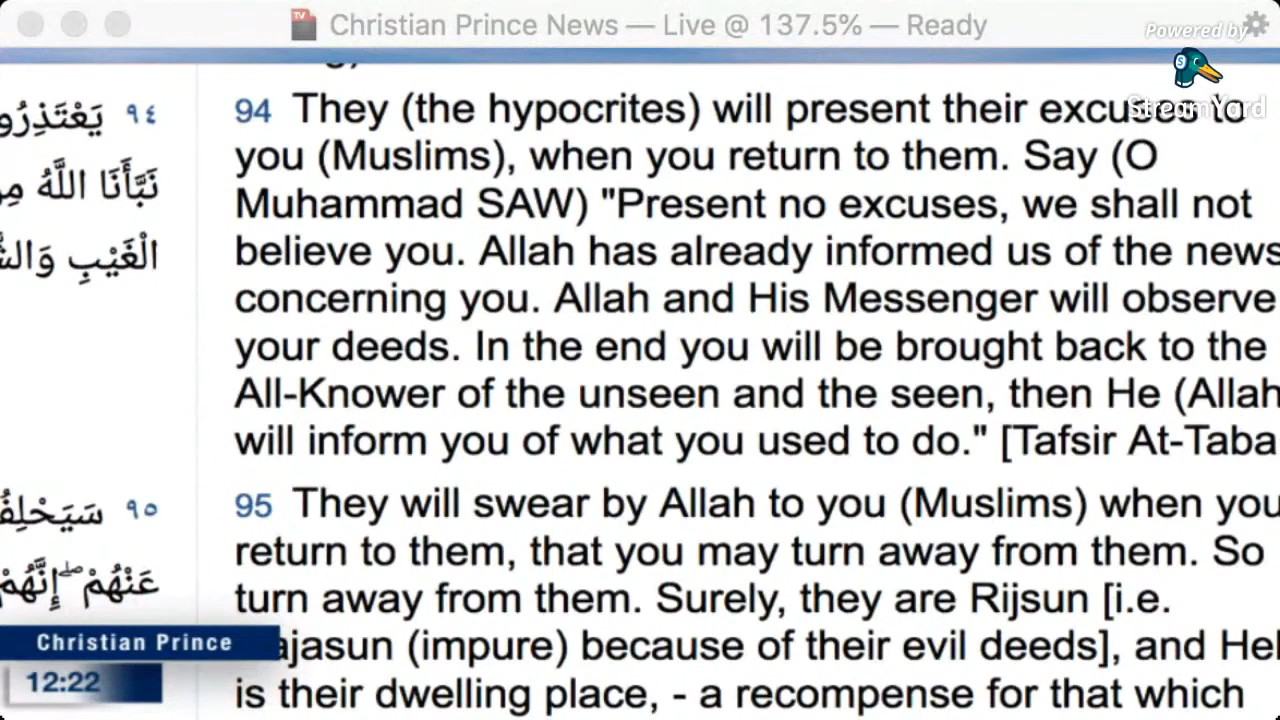 Christian Prince News — Live @ 137.5% — Ready
Powered by
StreamYard
94 They (the hypocrites) will present their excuses to
you (Muslims), when you return to them. Say (O
Muhammad SAW) "Present no excuses, we shall not
believe you. Allah has already informed us of the news
concerning you. Allah and His Messenger will observe
your deeds. In the end you will be brought back to the
All-Knower of the unseen and the seen, then He (Allah
will inform you of what you used to do." [Tafsir At-Taba
٩٤ يَعْتَذِرُو
نَبَّأَنَا اللَّهُ مِن
الْغَيْبِ وَالش
95 They will swear by Allah to you (Muslims) when you
return to them, that you may turn away from them. So
turn away from them. Surely, they are Rijsun [i.e.
ajasun (impure) because of their evil deeds], and Hel
is their dwelling place, - a recompense for that which
٩٥ سَيَحْلِفُ
عَنْهُمْ ۖ إِنَّهُمْ
Christian Prince
12:22